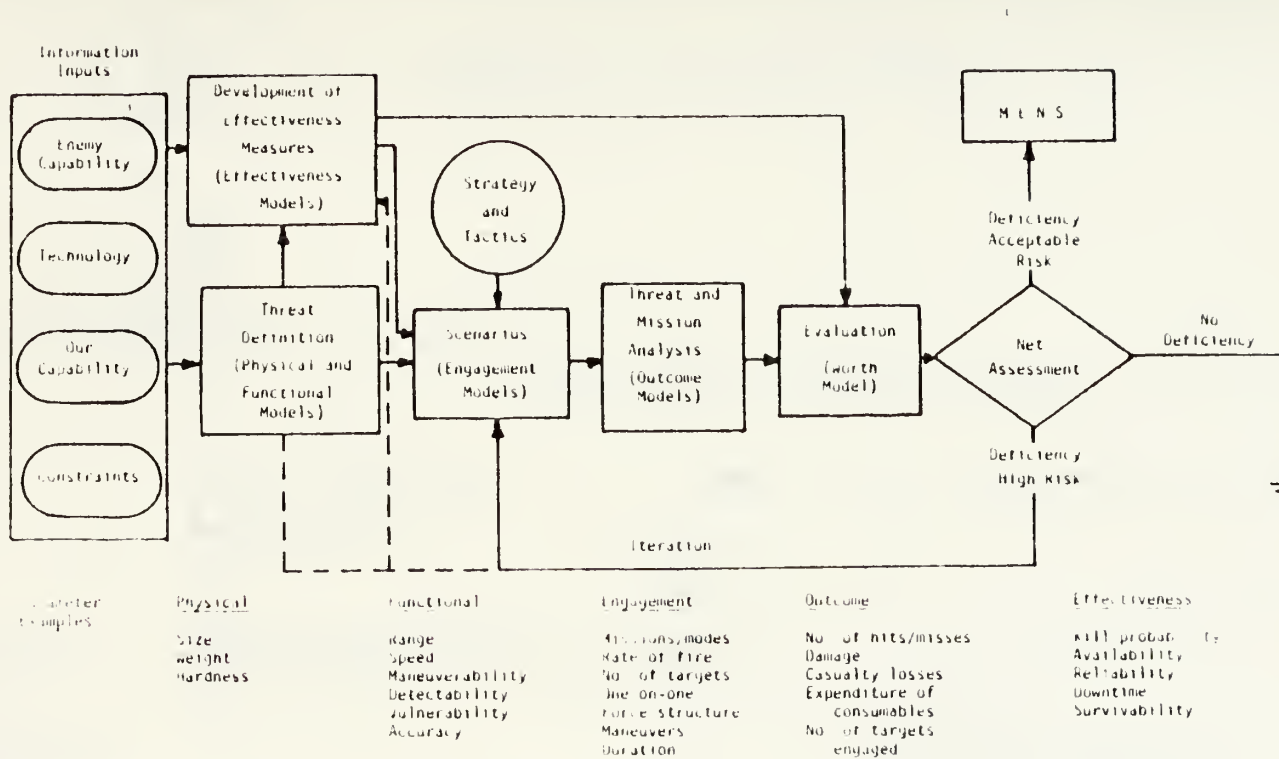 Information
Inputs
Enemy
Capability
Technology
Our
Capability
Constraints
Development of
Effectiveness
Measures
(Effectiveness
Models)
Threat
Definition
(Physical and
Functional
Models)
Strategy
and
Tactics
Scenarios
(Engagement
Models)
Threat and
Mission
Analysis
(Outcome
Models)
Evaluation
(Worth
Model)
M E N S
Deficiency
Acceptable
Risk
Net
Assessment
No
Deficiency
Deficiency
High Risk
Iteration
Physical
Size
Weight
Hardness
Functional
Range
Speed
Maneuverability
Detectability
Vulnerability
Accuracy
Engagement
Missions/modes
Rate of fire
No of targets
One on-one
Force structure
Maneuvers
Duration
Outcome
No of hits/misses
Damage
Casualty losses
Expenditure of
consumables
No of targets
engaged
Effectiveness
Kill
Availability
Reliability
Downtime
Survivability